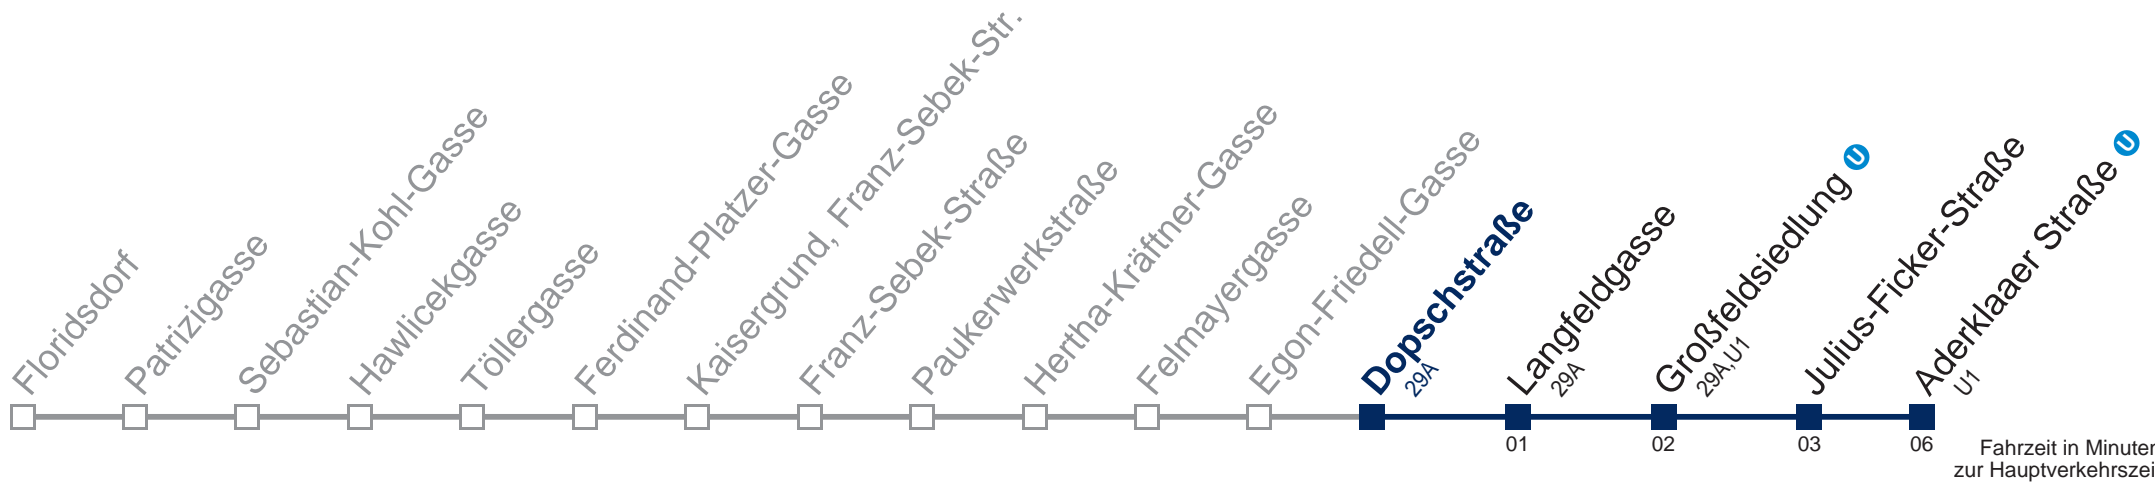 Floridsdorf
Patrizigasse
Sebastian-Kohl-Gasse
Hawlicekgasse
Töllergasse
Ferdinand-Platzer-Gasse
Kaisergrund, Franz-Sebek-Str.
Franz-Sebek-Straße
Paukerwerkstraße
Hertha-Kräftner-Gasse
Felmayergasse
Egon-Friedell-Gasse
Dopschstraße
29A
Langfeldgasse
29A
Großfeldsiedlung U
29A,U1
Julius-Ficker-Straße
Aderklaaer Straße U
U1
01 02 03 06
Fahrzeit in Minuten
zur Hauptverkehrszei